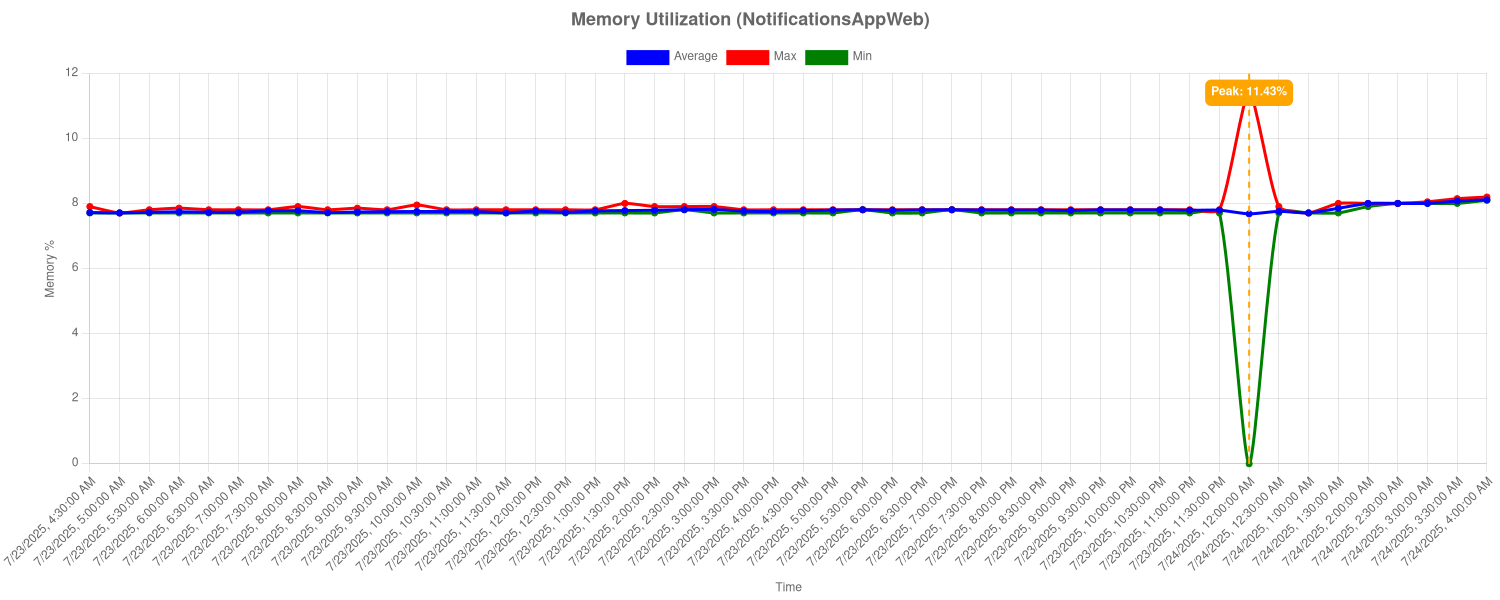 Memory Utilization (NotificationsAppWeb)
Average Max Min
Peak: 11.43%
12
10
8
6
4
2
0
Memory %
7/23/2025, 4:30:00 AM
7/23/2025, 5:00:00 AM
7/23/2025, 5:30:00 AM
7/23/2025, 6:00:00 AM
7/23/2025, 6:30:00 AM
7/23/2025, 7:00:00 AM
7/23/2025, 7:30:00 AM
7/23/2025, 8:00:00 AM
7/23/2025, 8:30:00 AM
7/23/2025, 9:00:00 AM
7/23/2025, 9:30:00 AM
7/23/2025, 10:00:00 AM
7/23/2025, 10:30:00 AM
7/23/2025, 11:00:00 AM
7/23/2025, 11:30:00 AM
7/23/2025, 12:00:00 PM
7/23/2025, 12:30:00 PM
7/23/2025, 1:00:00 PM
7/23/2025, 1:30:00 PM
7/23/2025, 2:00:00 PM
7/23/2025, 2:30:00 PM
7/23/2025, 3:00:00 PM
7/23/2025, 3:30:00 PM
7/23/2025, 4:00:00 PM
7/23/2025, 4:30:00 PM
7/23/2025, 5:00:00 PM
7/23/2025, 5:30:00 PM
7/23/2025, 6:00:00 PM
7/23/2025, 6:30:00 PM
7/23/2025, 7:00:00 PM
7/23/2025, 7:30:00 PM
7/23/2025, 8:00:00 PM
7/23/2025, 8:30:00 PM
7/23/2025, 9:00:00 PM
7/23/2025, 9:30:00 PM
7/23/2025, 10:00:00 PM
7/23/2025, 10:30:00 PM
7/23/2025, 11:00:00 PM
7/23/2025, 11:30:00 PM
7/24/2025, 12:00:00 AM
7/24/2025, 12:30:00 AM
7/24/2025, 1:00:00 AM
7/24/2025, 1:30:00 AM
7/24/2025, 2:00:00 AM
7/24/2025, 2:30:00 AM
7/24/2025, 3:00:00 AM
7/24/2025, 3:30:00 AM
7/24/2025, 4:00:00 AM
Time